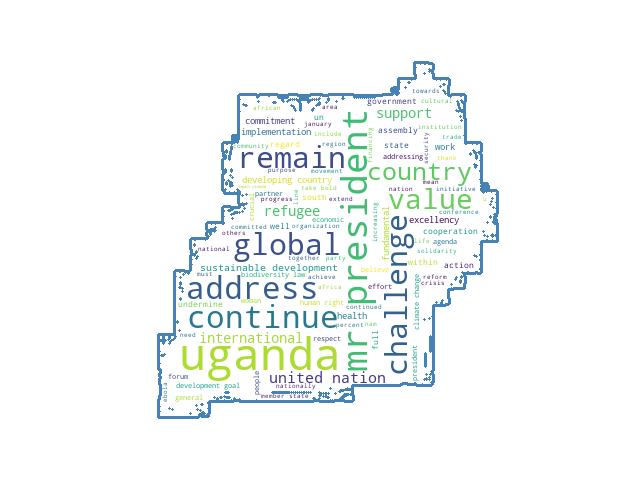 towards
african
area
government
cultural
commitment
un
january
support
implementation
include
assembly
institution
trade
community
regard
region
state
work
security
remain
mr president
financing
addressing
thank
purpose
movement
country
developing country
nation
initiative
partner
take bold
mean
progress
line
extend
value
u
crucial
south
refugee
economic
increasing
fundamental
excellency
conference
committed
well
organization
challenge
life
agenda
cooperation
others
solidarity
national
global
together
party
within
action
reform
crisis
must
sustainable development
believe
biodiversity law
achieve
africa
effort
climate change
address
woman
human right
continued
undermine
continue
health
percent
nam
full
need
international
respect
president
uganda
forum
people
united nation
ebola
development goal
nationally
general
member state